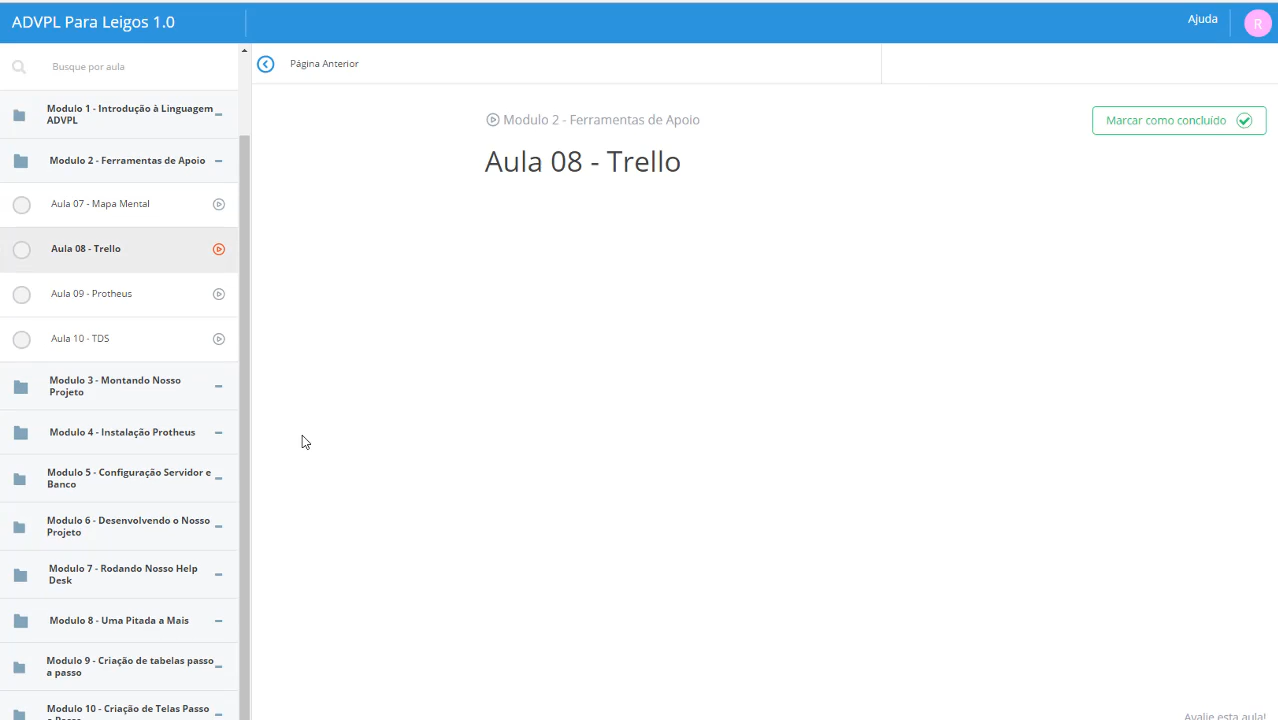 ADVPL Para Leigos 1.0
Ajuda
R
Busque por aula
Página Anterior
Modulo 1 - Introdução à Linguagem
ADVPL
Modulo 2 - Ferramentas de Apoio
Aula 07 - Mapa Mental
Aula 08 - Trello
Aula 09 - Protheus
Aula 10 - TDS
Modulo 3 - Montando Nosso
Projeto
Modulo 4 - Instalação Protheus
Modulo 5 - Configuração Servidor e
Banco
Modulo 6 - Desenvolvendo o Nosso
Projeto
Modulo 7 - Rodando Nosso Help
Desk
Modulo 8 - Uma Pitada a Mais
Modulo 9 - Criação de tabelas passo
a passo
Modulo 10 - Criação de Telas Passo
a Passo
Modulo 2 - Ferramentas de Apoio
Marcar como concluído
Aula 08 - Trello
Avalie esta aula!